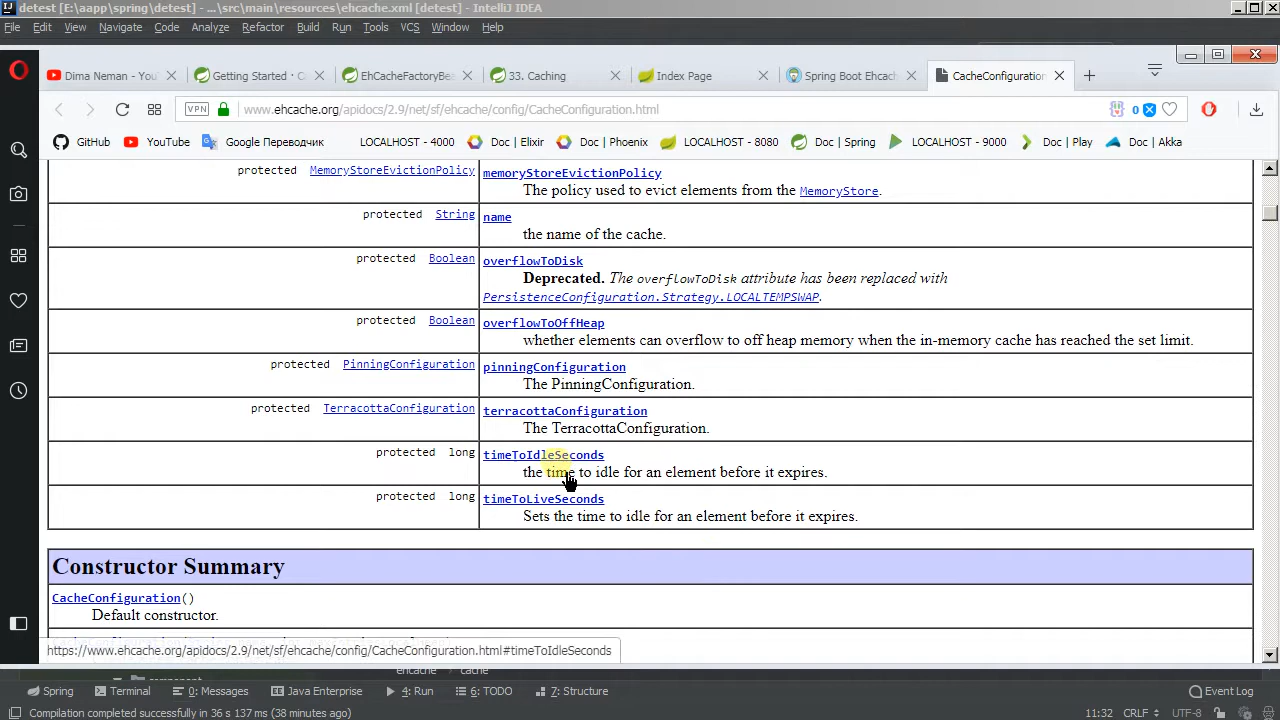 detest [E:\aapp\spring\detest] - ...\src\main\resources\ehcache.xml [detest] - IntelliJ IDEA
File Edit View Navigate Code Analyze Refactor Build Run Tools VCS Window Help
Dima Neman - You
Getting Started · C
EhCacheFactoryBe
33. Caching
Index Page
Spring Boot Ehcach
CacheConfiguration
VPN www.ehcache.org/apidocs/2.9/net/sf/ehcache/config/CacheConfiguration.html 0
GitHub YouTube Google Переводчик LOCALHOST - 4000 Doc | Elixir Doc | Phoenix LOCALHOST - 8080 Doc | Spring LOCALHOST - 9000 Doc | Play Doc | Akka
protected MemoryStoreEvictionPolicy
memoryStoreEvictionPolicy
The policy used to evict elements from the MemoryStore.
protected String
name
the name of the cache.
protected Boolean
overflowToDisk
Deprecated. The overflowToDisk attribute has been replaced with
PersistenceConfiguration.Strategy.LOCALTEMPSWAP.
protected Boolean
overflowToOffHeap
whether elements can overflow to off heap memory when the in-memory cache has reached the set limit.
protected PinningConfiguration
pinningConfiguration
The PinningConfiguration.
protected TerracottaConfiguration
terracottaConfiguration
The TerracottaConfiguration.
protected long
timeToIdleSeconds
the time to idle for an element before it expires.
protected long
timeToLiveSeconds
Sets the time to idle for an element before it expires.
Constructor Summary
CacheConfiguration()
Default constructor.
https://www.ehcache.org/apidocs/2.9/net/sf/ehcache/config/CacheConfiguration.html#timeToIdleSeconds
ehcache cache
Spring Terminal 0: Messages Java Enterprise 4: Run 6: TODO 7: Structure Event Log
Compilation completed successfully in 36 s 137 ms (38 minutes ago) 11:32 CRLF UTF-8